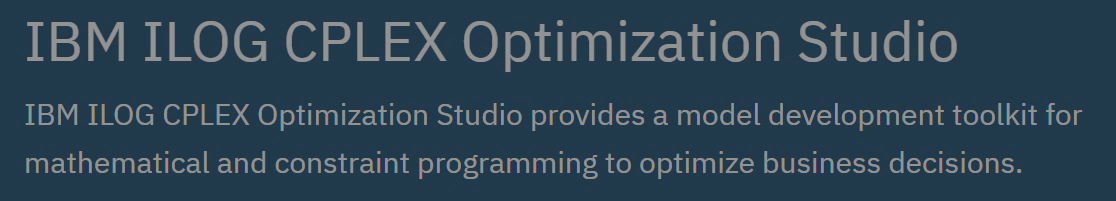 IBM ILOG CPLEX Optimization Studio
IBM ILOG CPLEX Optimization Studio provides a model development toolkit for
mathematical and constraint programming to optimize business decisions.